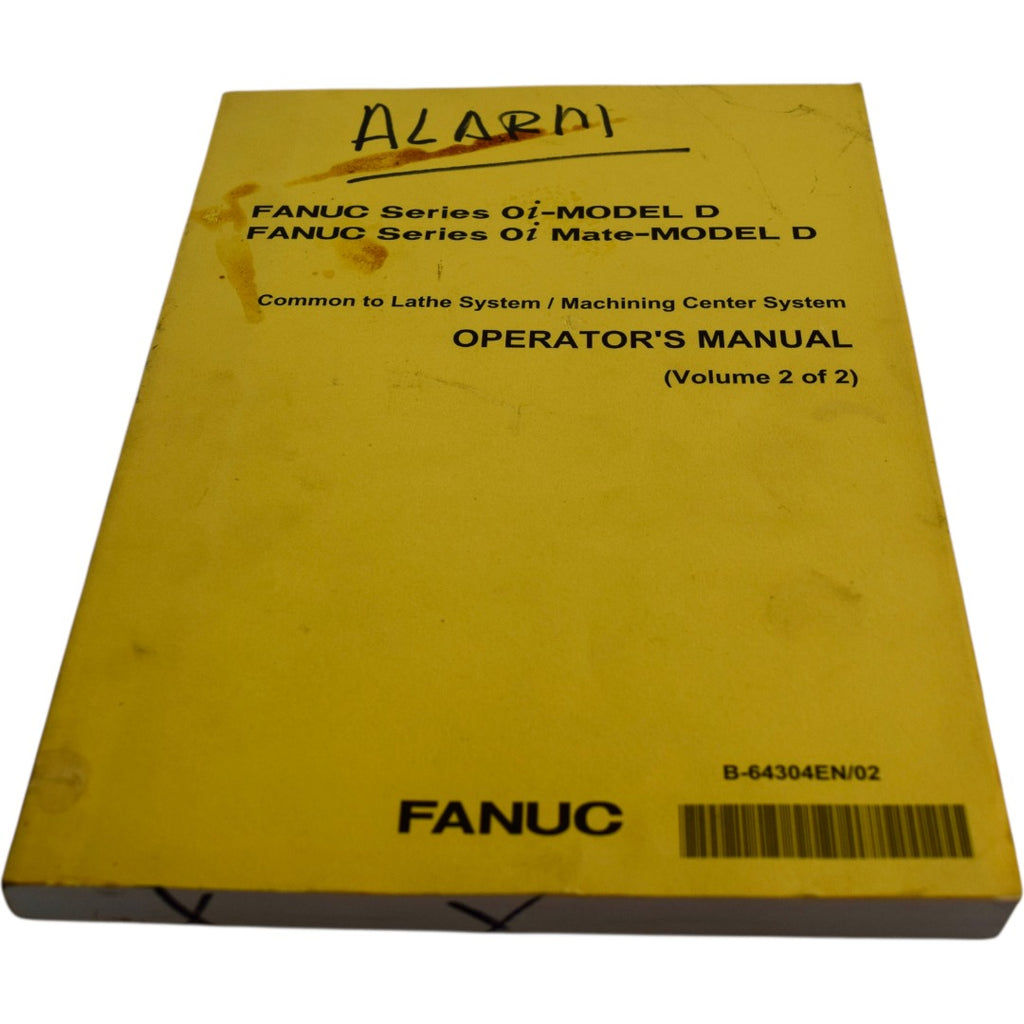 ALARM
FANUC Series 0i-MODEL D
FANUC Series 0i Mate-MODEL D
Common to Lathe System / Machining Center System
OPERATOR'S MANUAL
(Volume 2 of 2)
B-64304EN/02
FANUC